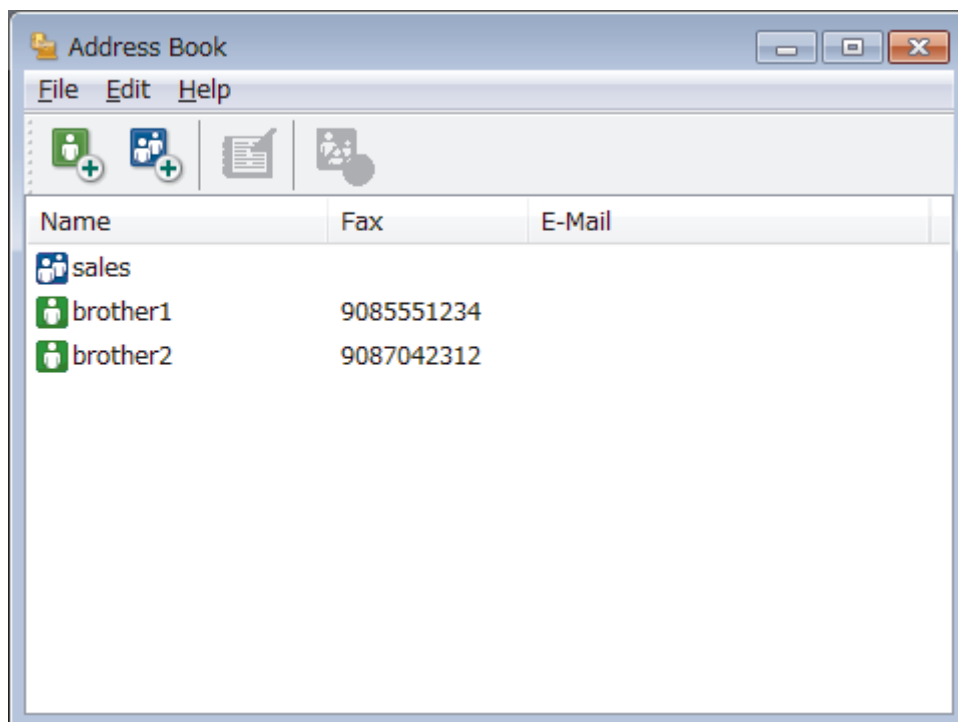 Address Book
File Edit Help
Name Fax E-Mail
sales
brother1 9085551234
brother2 9087042312